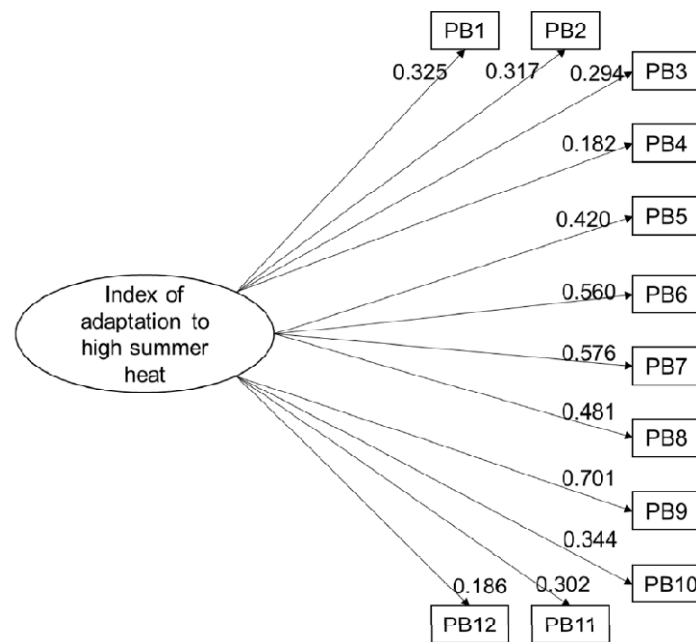 PB1
PB2
0.325
0.317
0.294
PB3
0.182
PB4
0.420
PB5
Index of
adaptation to
high summer
heat
0.560
PB6
0.576
PB7
0.481
PB8
0.701
PB9
0.344
PB10
0.186
0.302
PB12
PB11